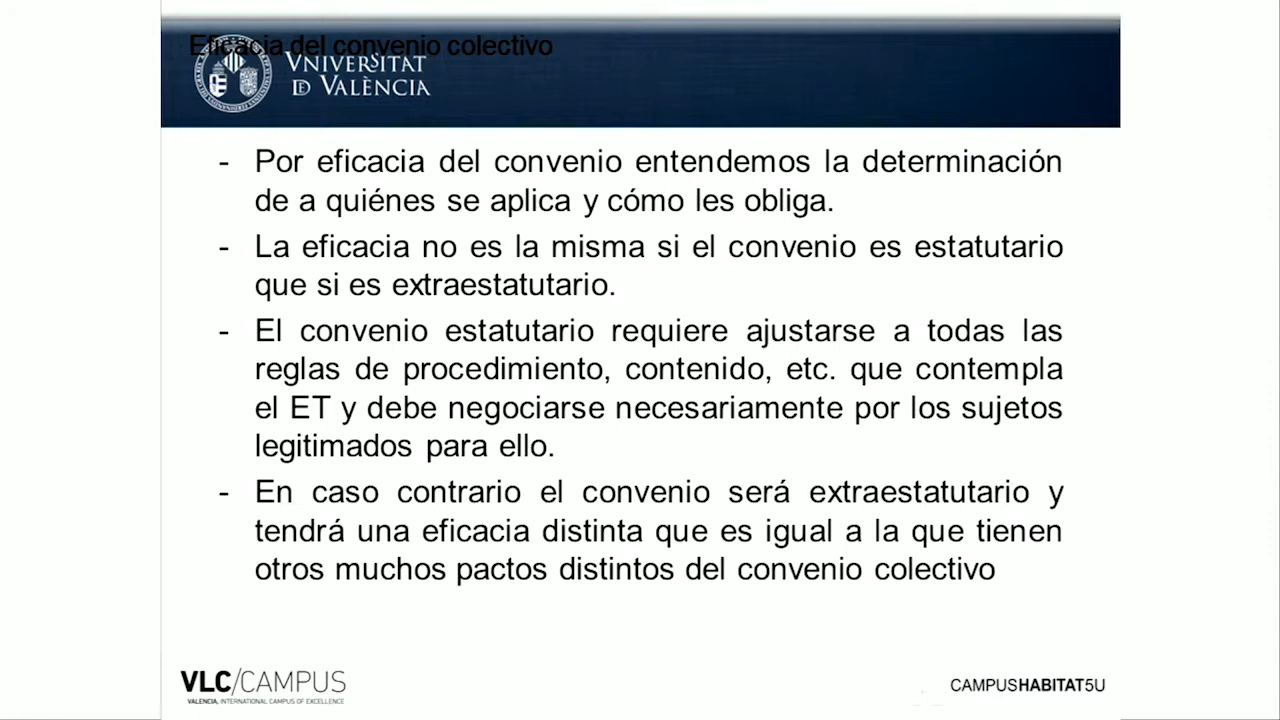 Eficacia del convenio colectivo
VNIVERSITAT
DE VALÈNCIA
- Por eficacia del convenio entendemos la determinación
de a quiénes se aplica y cómo les obliga.
- La eficacia no es la misma si el convenio es estatutario
que si es extraestatutario.
- El convenio estatutario requiere ajustarse a todas las
reglas de procedimiento, contenido, etc. que contempla
el ET y debe negociarse necesariamente por los sujetos
legitimados para ello.
- En caso contrario el convenio será extraestatutario y
tendrá una eficacia distinta que es igual a la que tienen
otros muchos pactos distintos del convenio colectivo
VLC/CAMPUS
VALENCIA, INTERNATIONAL CAMPUS OF EXCELLENCE
CAMPUSHABITAT5U